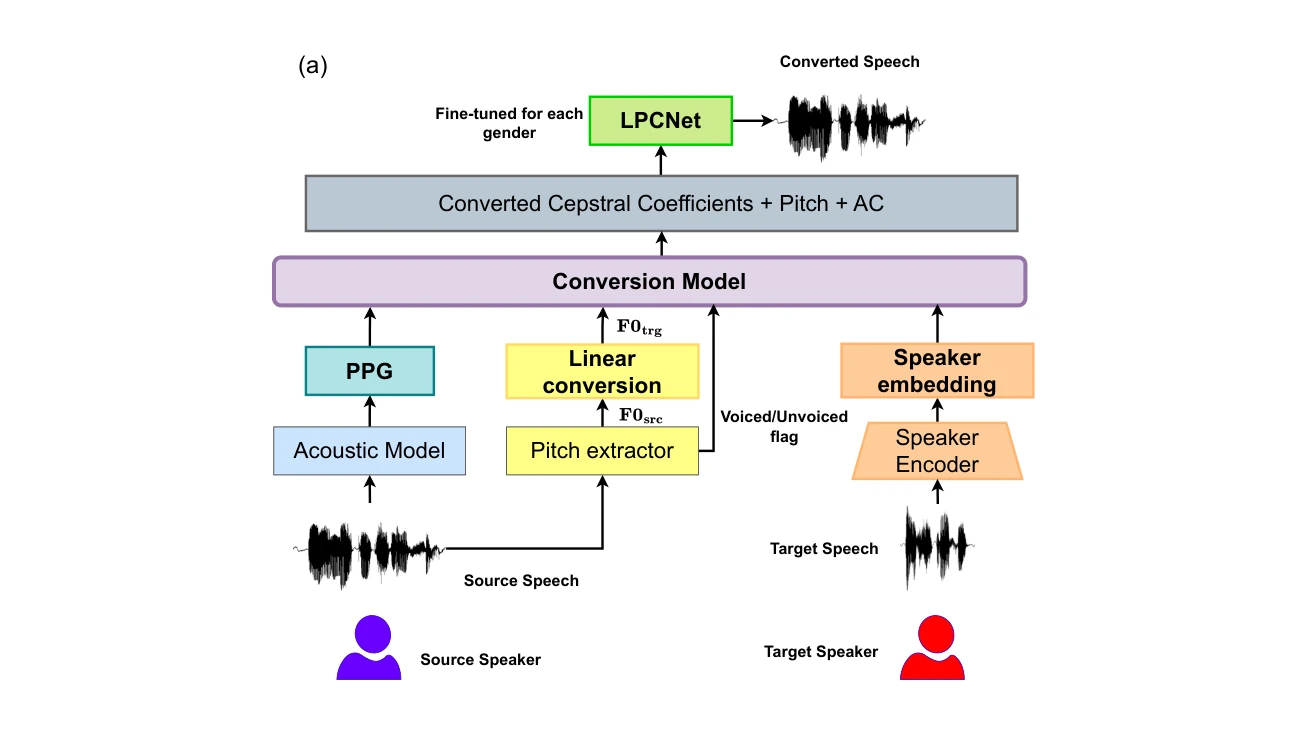 (a)
Converted Speech
Fine-tuned for each
gender
LPCNet
Converted Cepstral Coefficients + Pitch + AC
Conversion Model
F0trg
PPG
Linear
conversion
Speaker
embedding
F0src
Voiced/Unvoiced
flag
Acoustic Model
Pitch extractor
Speaker
Encoder
Target Speech
Source Speech
Source Speaker
Target Speaker